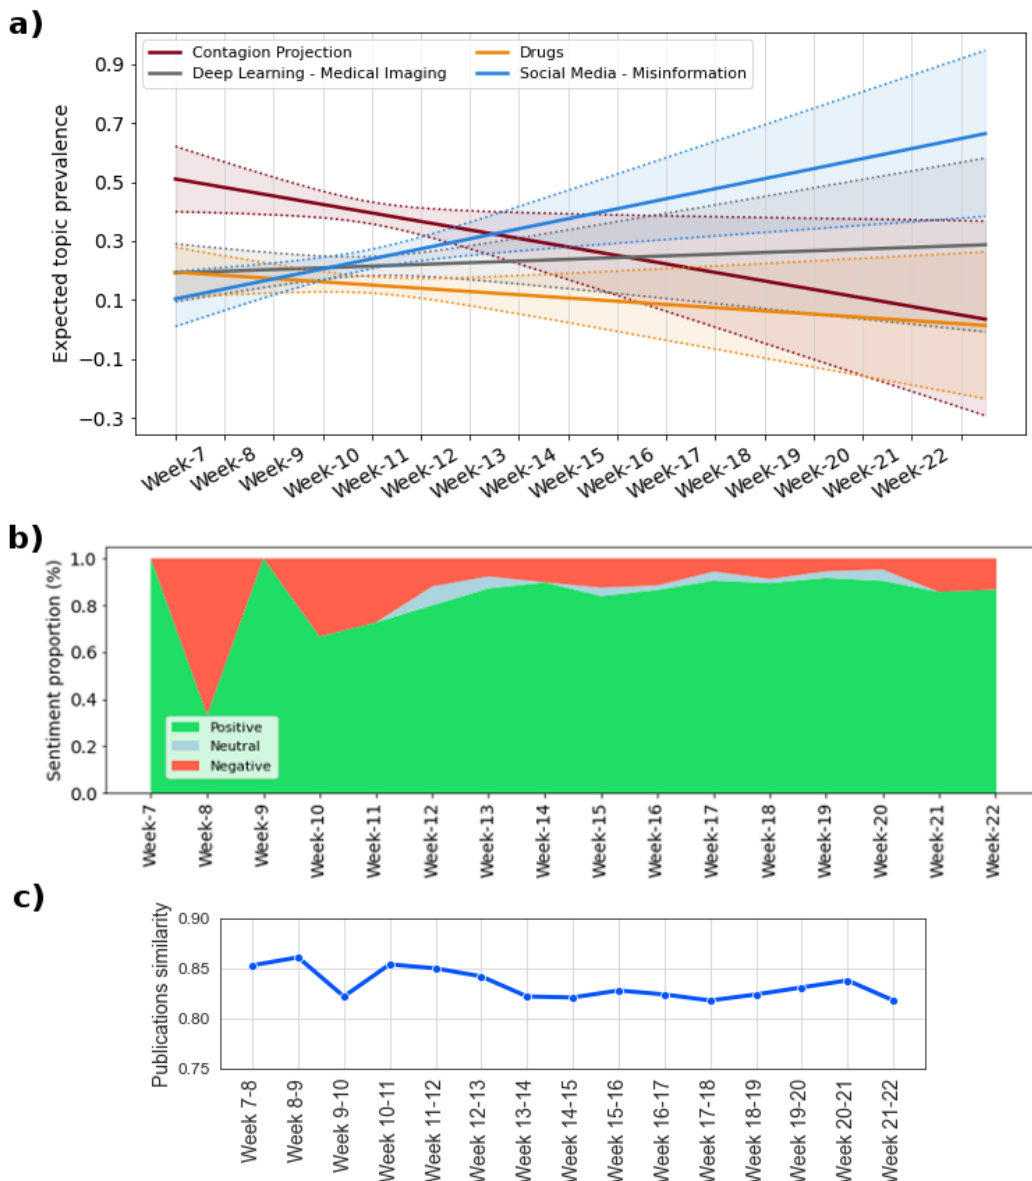 a)
Contagion Projection
Deep Learning - Medical Imaging
Drugs
Social Media - Misinformation
Expected topic prevalence
0.9
0.7
0.5
0.3
0.1
−0.1
−0.3
Week-7
Week-8
Week-9
Week-10
Week-11
Week-12
Week-13
Week-14
Week-15
Week-16
Week-17
Week-18
Week-19
Week-20
Week-21
Week-22
b)
Sentiment proportion (%)
1.0
0.8
0.6
0.4
0.2
0.0
Positive
Neutral
Negative
Week-7
Week-8
Week-9
Week-10
Week-11
Week-12
Week-13
Week-14
Week-15
Week-16
Week-17
Week-18
Week-19
Week-20
Week-21
Week-22
c)
Publications similarity
0.90
0.85
0.80
0.75
Week 7-8
Week 8-9
Week 9-10
Week 10-11
Week 11-12
Week 12-13
Week 13-14
Week 14-15
Week 15-16
Week 16-17
Week 17-18
Week 18-19
Week 19-20
Week 20-21
Week 21-22